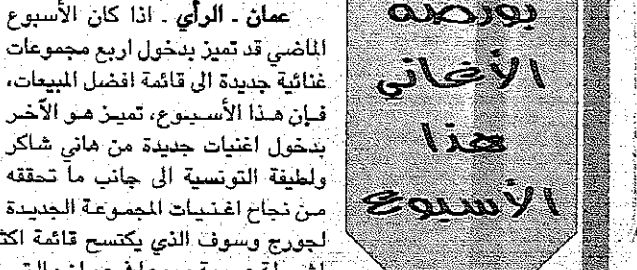 بورصة
الأغاني
هذا
الأسبوع
عمان ـ الرأي ـ اذا كان الأسبوع
الماضي قد تميز بدخول اربع مجموعات
غنائية جديدة الى قائمة افضل المبيعات،
فإن هذا الأسبوع، تميز هو الآخر
بدخول اغنيات جديدة من هاني شاكر
ولطيفة التونسية الى جانب ما تحققه
من نجاح اغنيات المجموعة الجديدة
لجورج وسوف الذي يكتسح قائمة اكثر